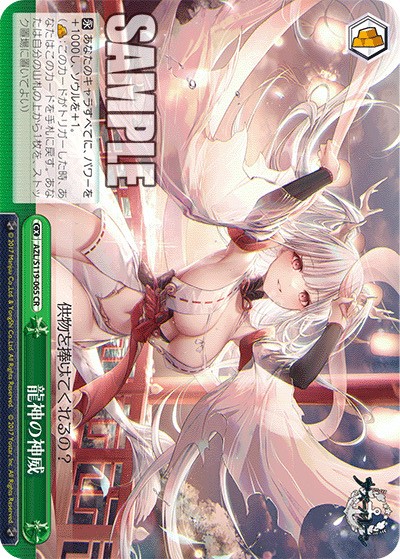 SAMPLE
永 あなたのキャラすべてに、パワーを
+1000し、ソウルを+1。
(:このカードがトリガーした時、あ
なたはこのカードを手札に戻す。あな
たは自分の山札の上から1枚を、ストッ
ク置場に置いてよい)
供物を捧げてくれるの?
CX AZL/S119-065 CR
龍神の神威
© 2017 Manjuu Co.,Ltd. & YongShi Co.,Ltd. All Rights Reserved.
© 2017 Yostar, Inc. All Rights Reserved.